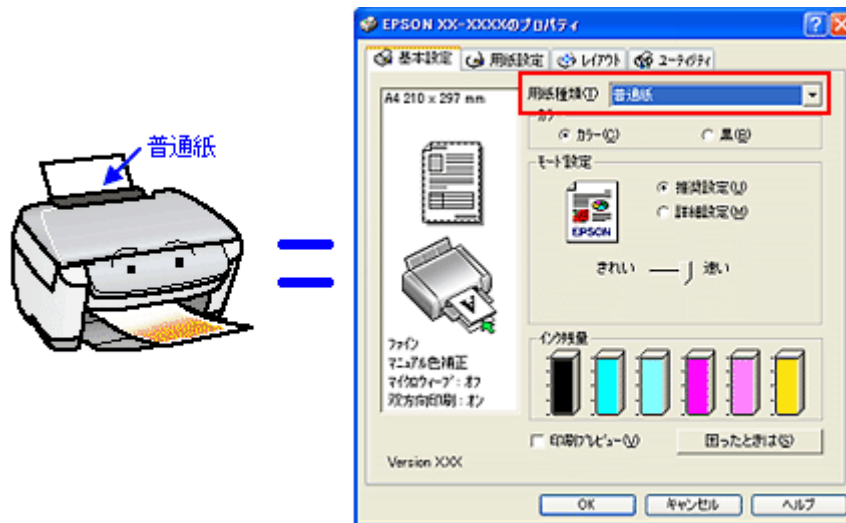 普通紙
EPSON XX-XXXXのプロパティ
基本設定
用紙設定
レイアウト
ユーティリティ
A4 210 x 297 mm
用紙種類(T)
普通紙
カラー
カラー(C)
黒(B)
モード設定
EPSON
推奨設定(U)
詳細設定(M)
きれい
速い
A
ファイン
マニュアル色補正
マイクロウィーブ：オフ
双方向印刷：オン
インク残量
印刷プレビュー(V)
困ったときは(S)
Version XXX
OK
キャンセル
ヘルプ